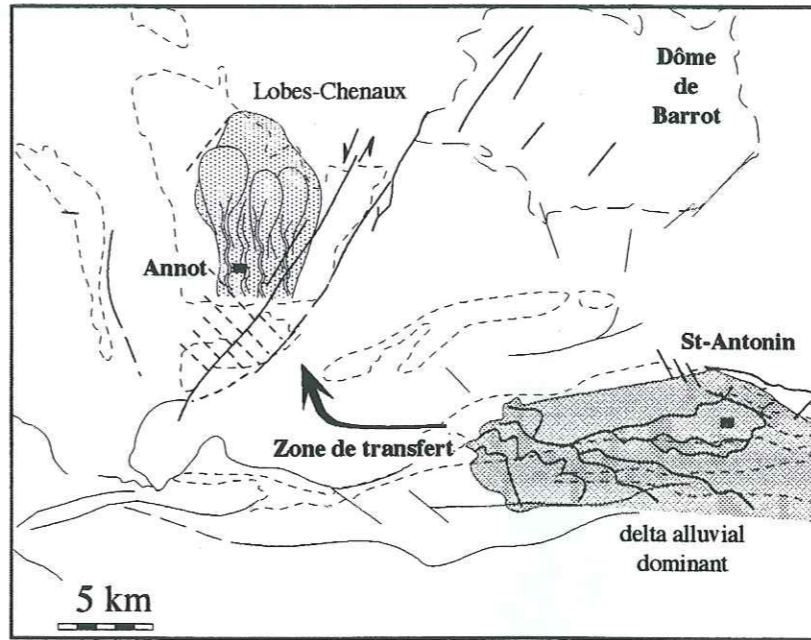 Lobes-Chenaux
Dôme
de
Barrot
Annot
St-Antonin
Zone de transfert
delta alluvial
dominant
5 km